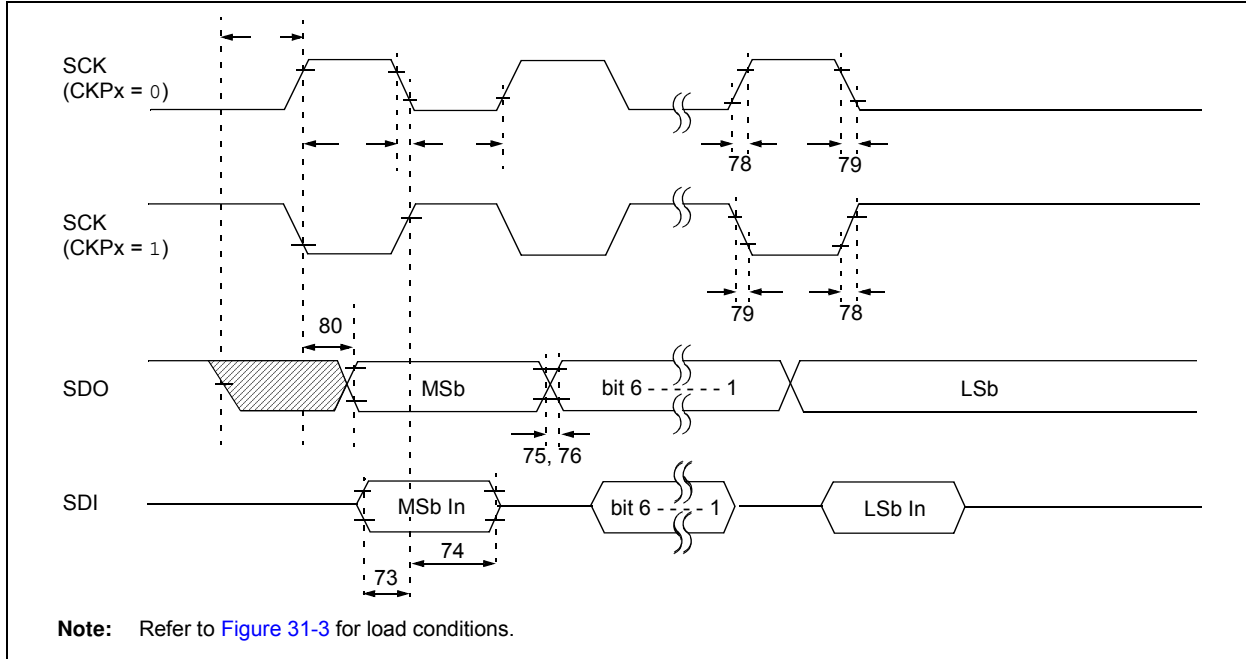 SCK
(CKPx = 0)
78
79
SCK
(CKPx = 1)
79
78
80
SDO
MSb
bit 6 - - - - - - 1
LSb
75, 76
SDI
MSb In
bit 6 - - - - 1
LSb In
74
73
Note: Refer to Figure 31-3 for load conditions.